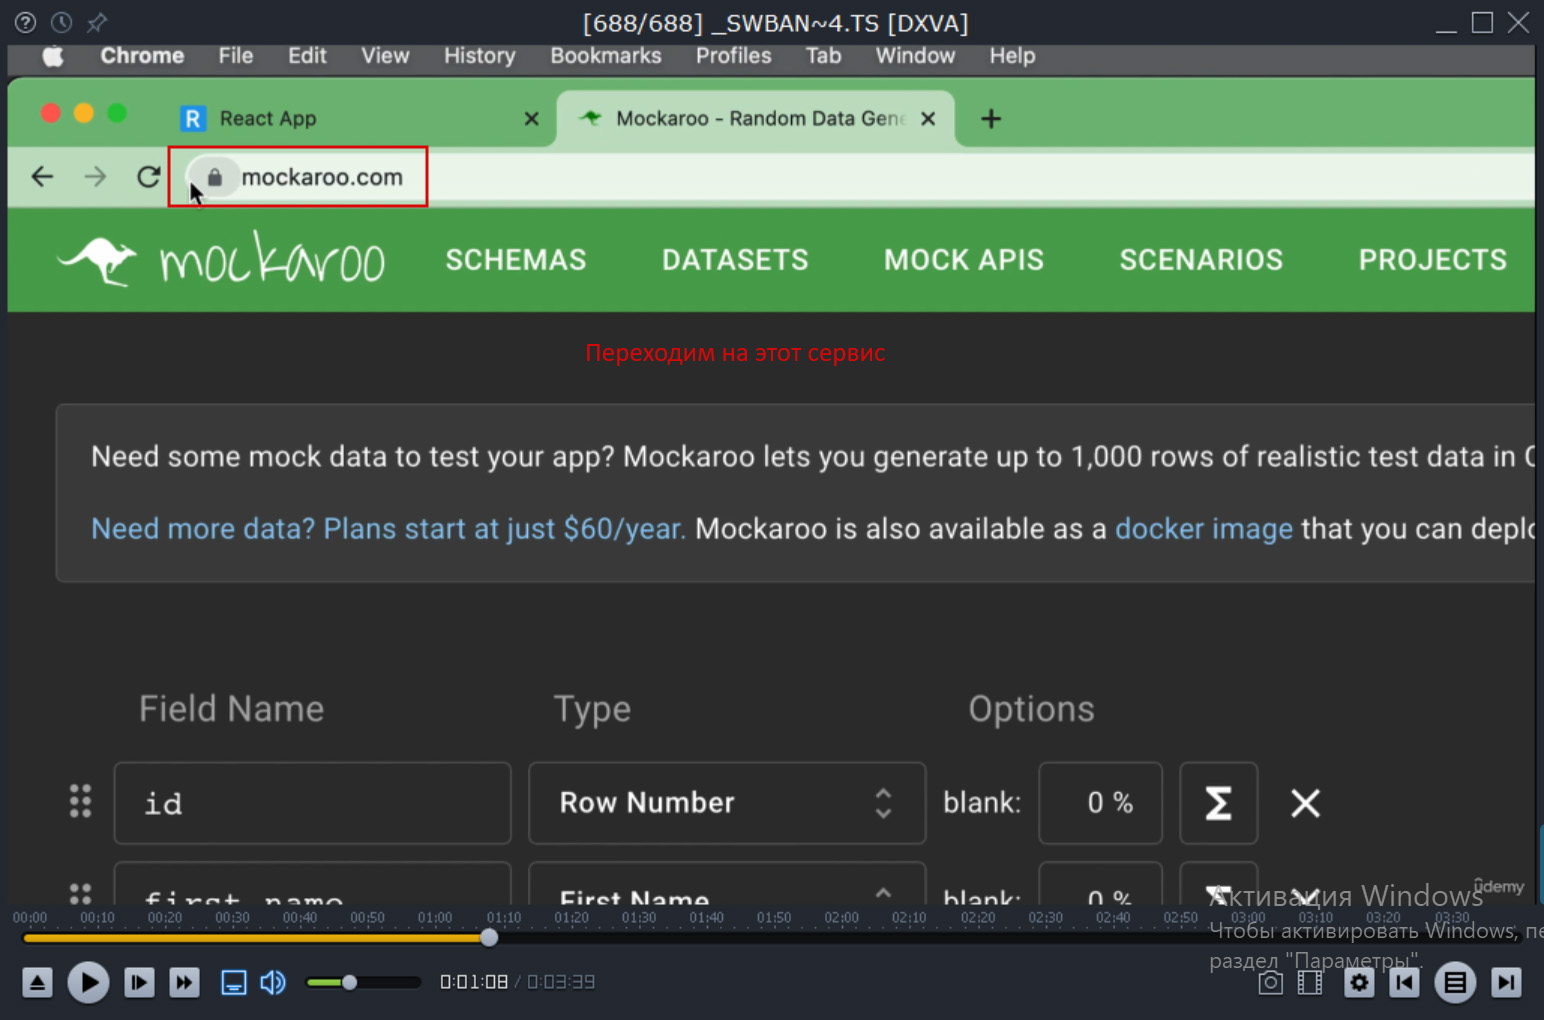 [688/688] _SWBAN~4.TS [DXVA]
Chrome File Edit View History Bookmarks Profiles Tab Window Help
R React App Mockaroo - Random Data Gene
mockaroo.com
mockaroo SCHEMAS DATASETS MOCK APIS SCENARIOS PROJECTS
Переходим на этот сервис
Need some mock data to test your app? Mockaroo lets you generate up to 1,000 rows of realistic test data in
Need more data? Plans start at just $60/year. Mockaroo is also available as a docker image that you can deplo
Field Name Type Options
id Row Number blank: 0 % Σ
first_name First Name blank: 0 % Σ
ûdemy
Активация Windows
00:00 00:10 00:20 00:30 00:40 00:50 01:00 01:10 01:20 01:30 01:40 01:50 02:00 02:10 02:20 02:30 02:40 02:50 03:00 03:10 03:20 03:30
Чтобы активировать Windows, пе
раздел "Параметры".
0:01:08 / 0:03:39